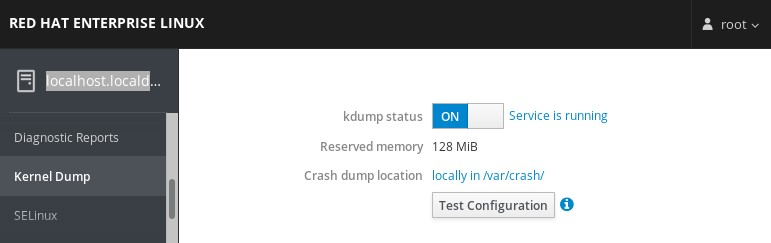 RED HAT ENTERPRISE LINUX
root
localhost.locald...
Diagnostic Reports
Kernel Dump
SELinux
kdump status ON Service is running
Reserved memory 128 MiB
Crash dump location locally in /var/crash/
Test Configuration